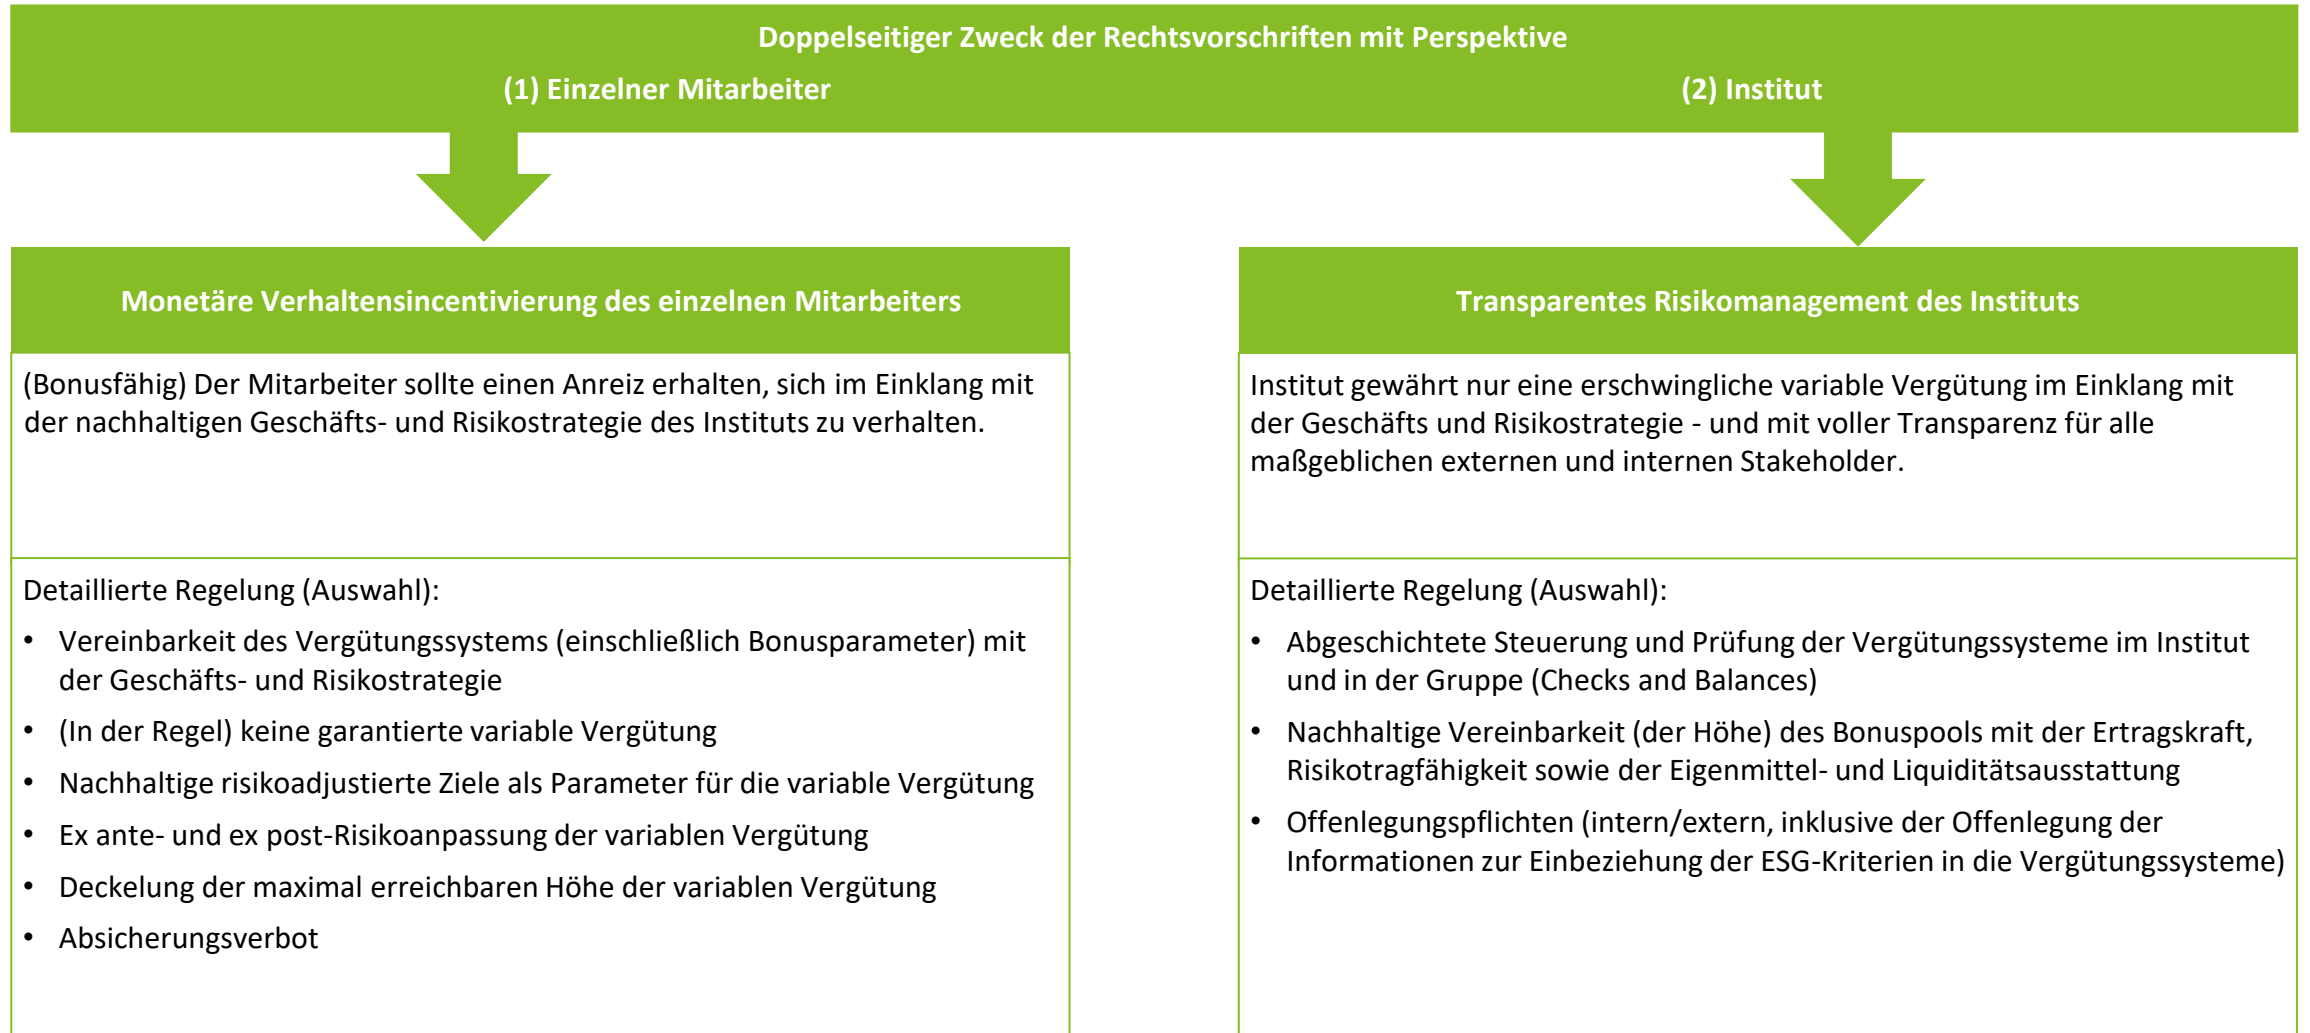 Doppelseitiger Zweck der Rechtsvorschriften mit Perspektive
(1) Einzelner Mitarbeiter
(2) Institut
Monetäre Verhaltensincentivierung des einzelnen Mitarbeiters
(Bonusfähig) Der Mitarbeiter sollte einen Anreiz erhalten, sich im Einklang mit
der nachhaltigen Geschäfts- und Risikostrategie des Instituts zu verhalten.
Detaillierte Regelung (Auswahl):
• Vereinbarkeit des Vergütungssystems (einschließlich Bonusparameter) mit
der Geschäfts- und Risikostrategie
• (In der Regel) keine garantierte variable Vergütung
• Nachhaltige risikoadjustierte Ziele als Parameter für die variable Vergütung
• Ex ante- und ex post-Risikoanpassung der variablen Vergütung
• Deckelung der maximal erreichbaren Höhe der variablen Vergütung
• Absicherungsverbot
Transparentes Risikomanagement des Instituts
Institut gewährt nur eine erschwingliche variable Vergütung im Einklang mit
der Geschäfts und Risikostrategie - und mit voller Transparenz für alle
maßgeblichen externen und internen Stakeholder.
Detaillierte Regelung (Auswahl):
• Abgeschichtete Steuerung und Prüfung der Vergütungssysteme im Institut
und in der Gruppe (Checks and Balances)
• Nachhaltige Vereinbarkeit (der Höhe) des Bonuspools mit der Ertragskraft,
Risikotragfähigkeit sowie der Eigenmittel- und Liquiditätsausstattung
• Offenlegungspflichten (intern/extern, inklusive der Offenlegung der
Informationen zur Einbeziehung der ESG-Kriterien in die Vergütungssysteme)